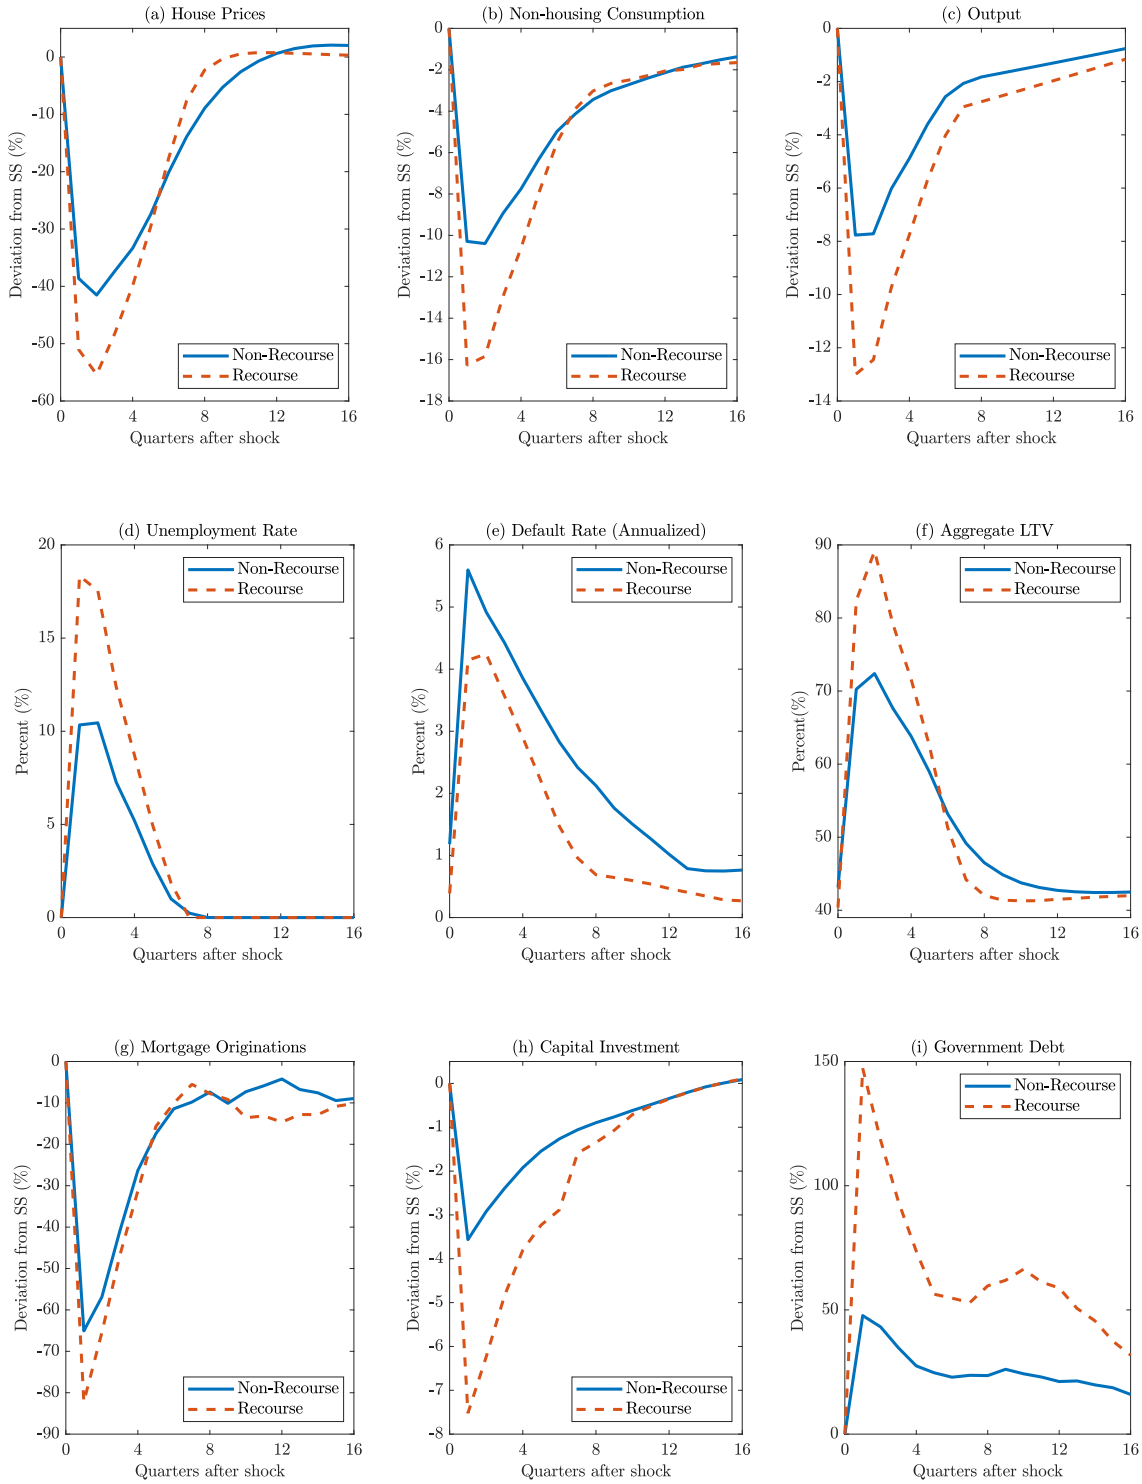 (a) House Prices
Deviation from SS (%)
0
-10
-20
-30
-40
-50
-60
0 4 8 12 16
Quarters after shock
Non-Recourse
Recourse
(b) Non-housing Consumption
Deviation from SS (%)
0
-2
-4
-6
-8
-10
-12
-14
-16
-18
0 4 8 12 16
Quarters after shock
Non-Recourse
Recourse
(c) Output
Deviation from SS (%)
0
-2
-4
-6
-8
-10
-12
-14
0 4 8 12 16
Quarters after shock
Non-Recourse
Recourse
(d) Unemployment Rate
Percent (%)
20
15
10
5
0
0 4 8 12 16
Quarters after shock
Non-Recourse
Recourse
(e) Default Rate (Annualized)
Percent (%)
6
5
4
3
2
1
0
0 4 8 12 16
Quarters after shock
Non-Recourse
Recourse
(f) Aggregate LTV
Percent(%)
90
80
70
60
50
40
0 4 8 12 16
Quarters after shock
Non-Recourse
Recourse
(g) Mortgage Originations
Deviation from SS (%)
0
-10
-20
-30
-40
-50
-60
-70
-80
-90
0 4 8 12 16
Quarters after shock
Non-Recourse
Recourse
(h) Capital Investment
Deviation from SS (%)
0
-1
-2
-3
-4
-5
-6
-7
-8
0 4 8 12 16
Quarters after shock
Non-Recourse
Recourse
(i) Government Debt
Deviation from SS (%)
150
100
50
0
0 4 8 12 16
Quarters after shock
Non-Recourse
Recourse